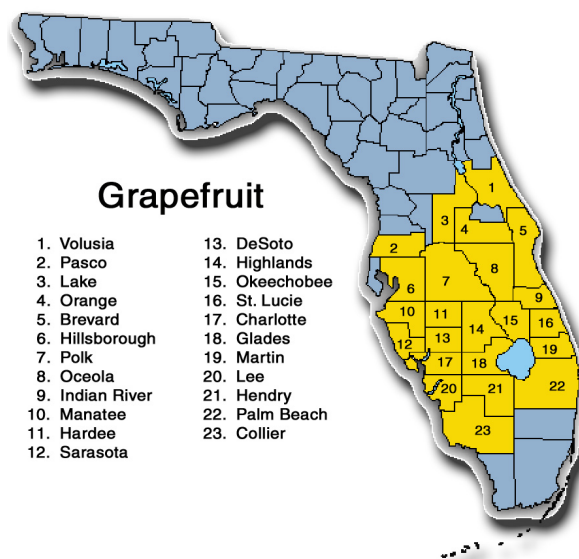 Grapefruit
1. Volusia
2. Pasco
3. Lake
4. Orange
5. Brevard
6. Hillsborough
7. Polk
8. Oceola
9. Indian River
10. Manatee
11. Hardee
12. Sarasota
13. DeSoto
14. Highlands
15. Okeechobee
16. St. Lucie
17. Charlotte
18. Glades
19. Martin
20. Lee
21. Hendry
22. Palm Beach
23. Collier
1
3
4
5
2
8
7
6
9
10
11
14
15
16
12
13
19
17
18
20
21
22
23